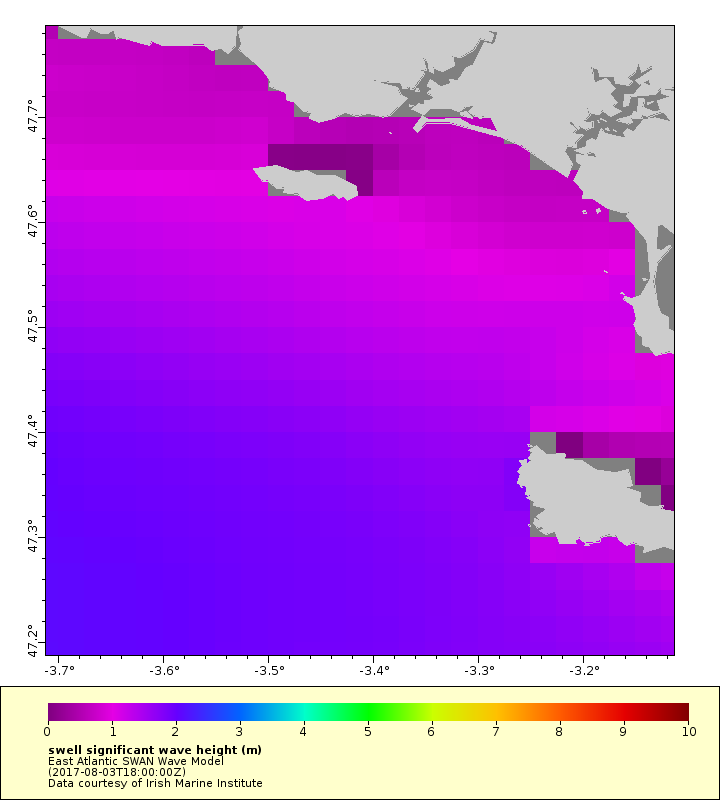 47.7°
47.6°
47.5°
47.4°
47.3°
47.2°
-3.7° -3.6° -3.5° -3.4° -3.3° -3.2°
0 1 2 3 4 5 6 7 8 9 10
swell significant wave height (m)
East Atlantic SWAN Wave Model
(2017-08-03T18:00:00Z)
Data courtesy of Irish Marine Institute